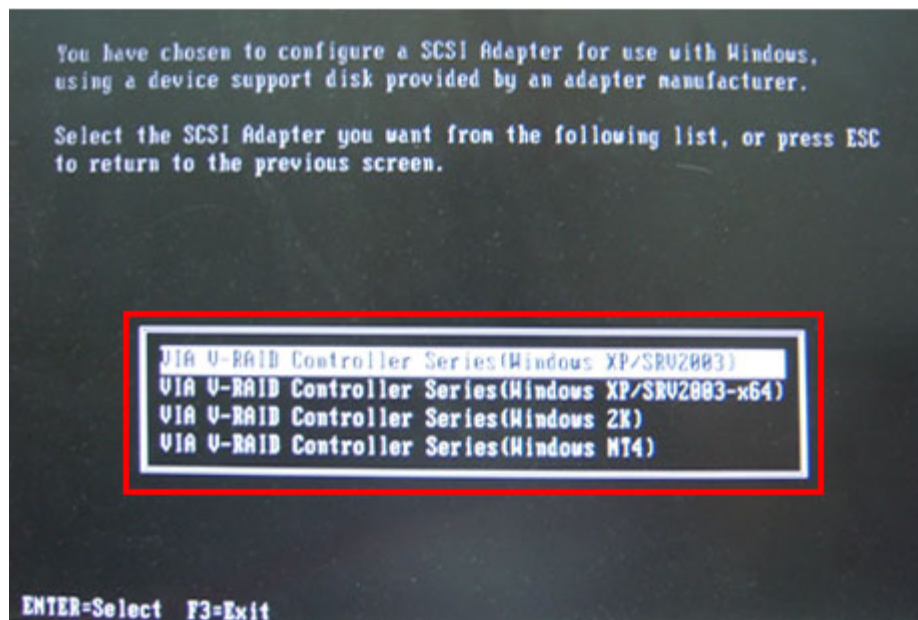 You have chosen to configure a SCSI Adapter for use with Windows,
using a device support disk provided by an adapter manufacturer.
Select the SCSI Adapter you want from the following list, or press ESC
to return to the previous screen.
VIA V-RAID Controller Series(Windows XP/SRV2003)
VIA V-RAID Controller Series(Windows XP/SRV2003-x64)
VIA V-RAID Controller Series(Windows 2K)
VIA V-RAID Controller Series(Windows NT4)
ENTER=Select F3=Exit